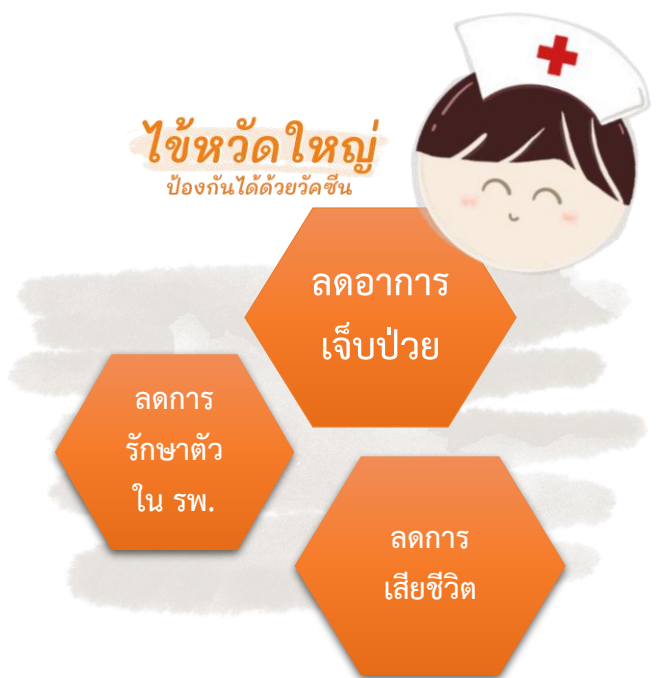 ไข้หวัดใหญ่
ป้องกันได้ด้วยวัคซีน
ลดอาการ
เจ็บป่วย
ลดการ
รักษาตัว
ใน รพ.
ลดการ
เสียชีวิต